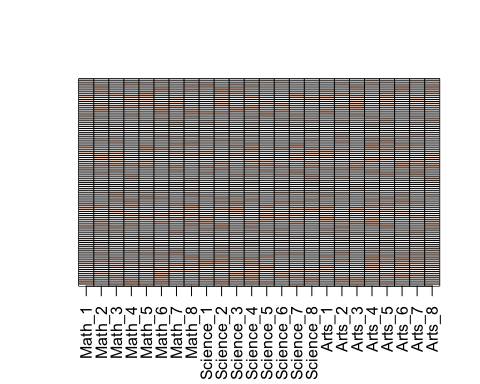 Math_1
Math_2
Math_3
Math_4
Math_5
Math_6
Math_7
Math_8
Science_1
Science_2
Science_3
Science_4
Science_5
Science_6
Science_7
Science_8
Arts_1
Arts_2
Arts_3
Arts_4
Arts_5
Arts_6
Arts_7
Arts_8